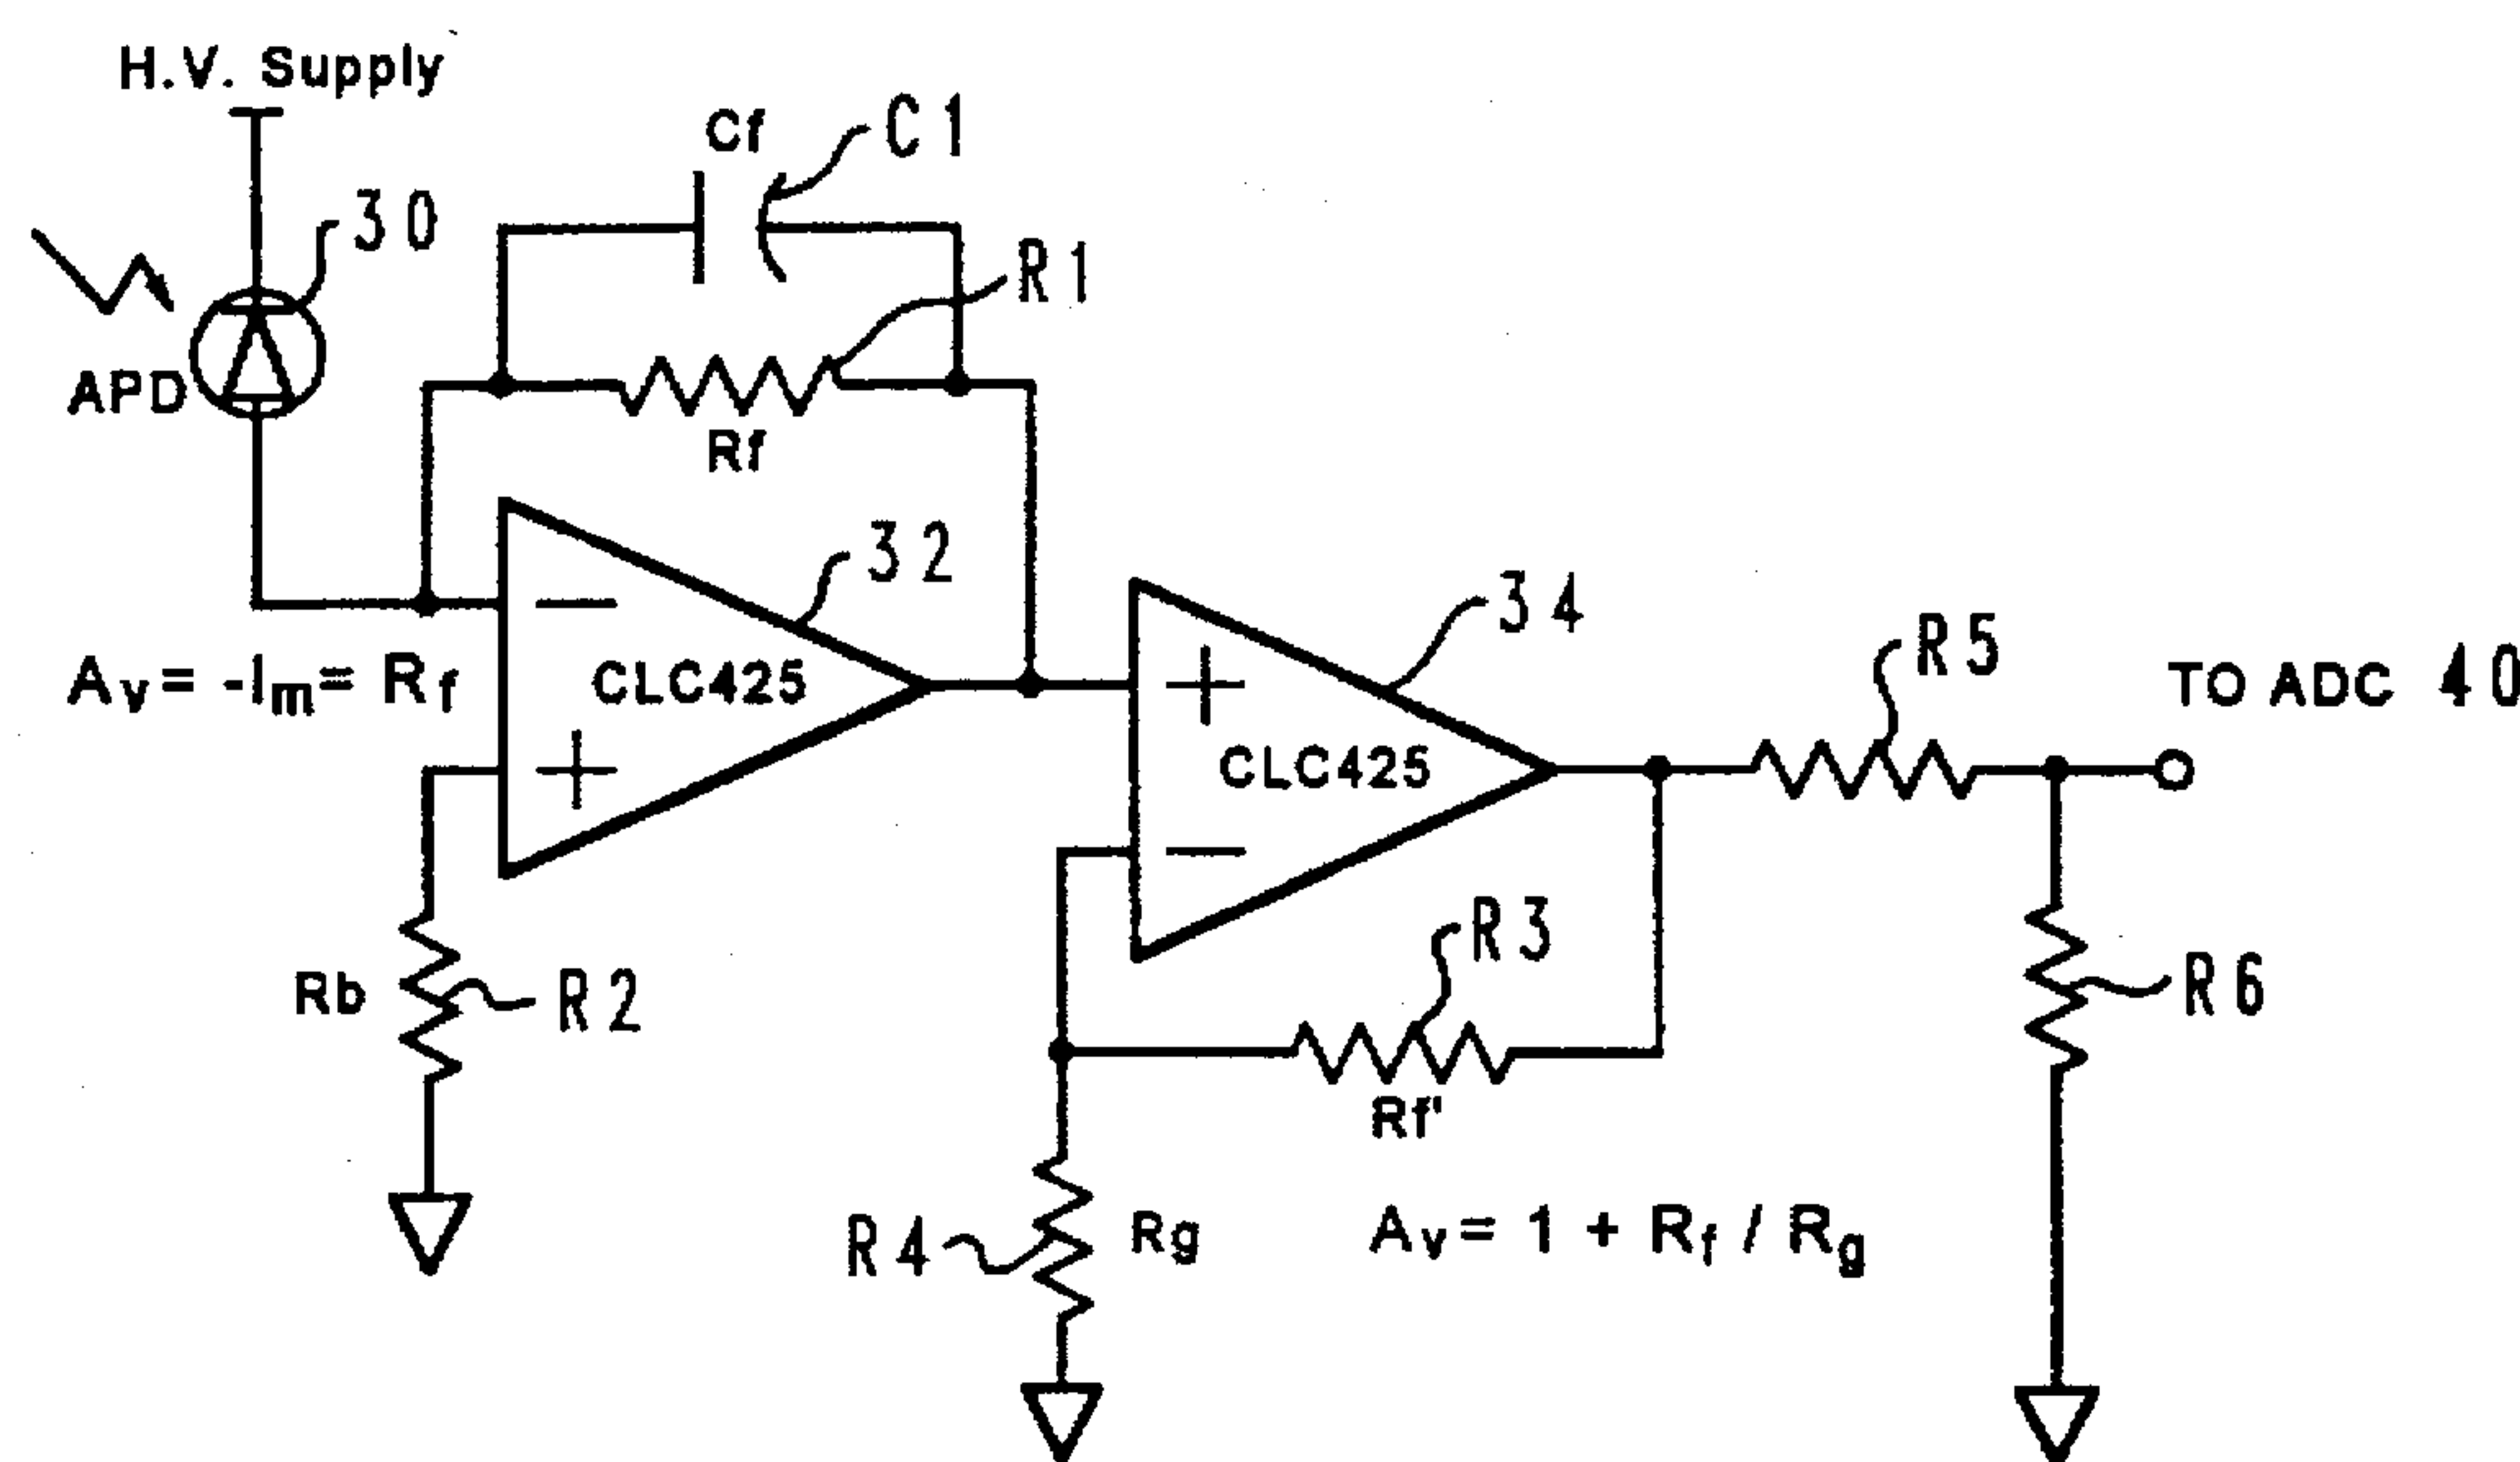 H.V. Supply
Cf
C1
30
R1
APD
Rf
32
34
R5
Av= -Im= Rf
CLC425
TO ADC 40
CLC425
R3
Rb
R2
R6
Rf'
R4
Rg
Av= 1 + Rf / Rg